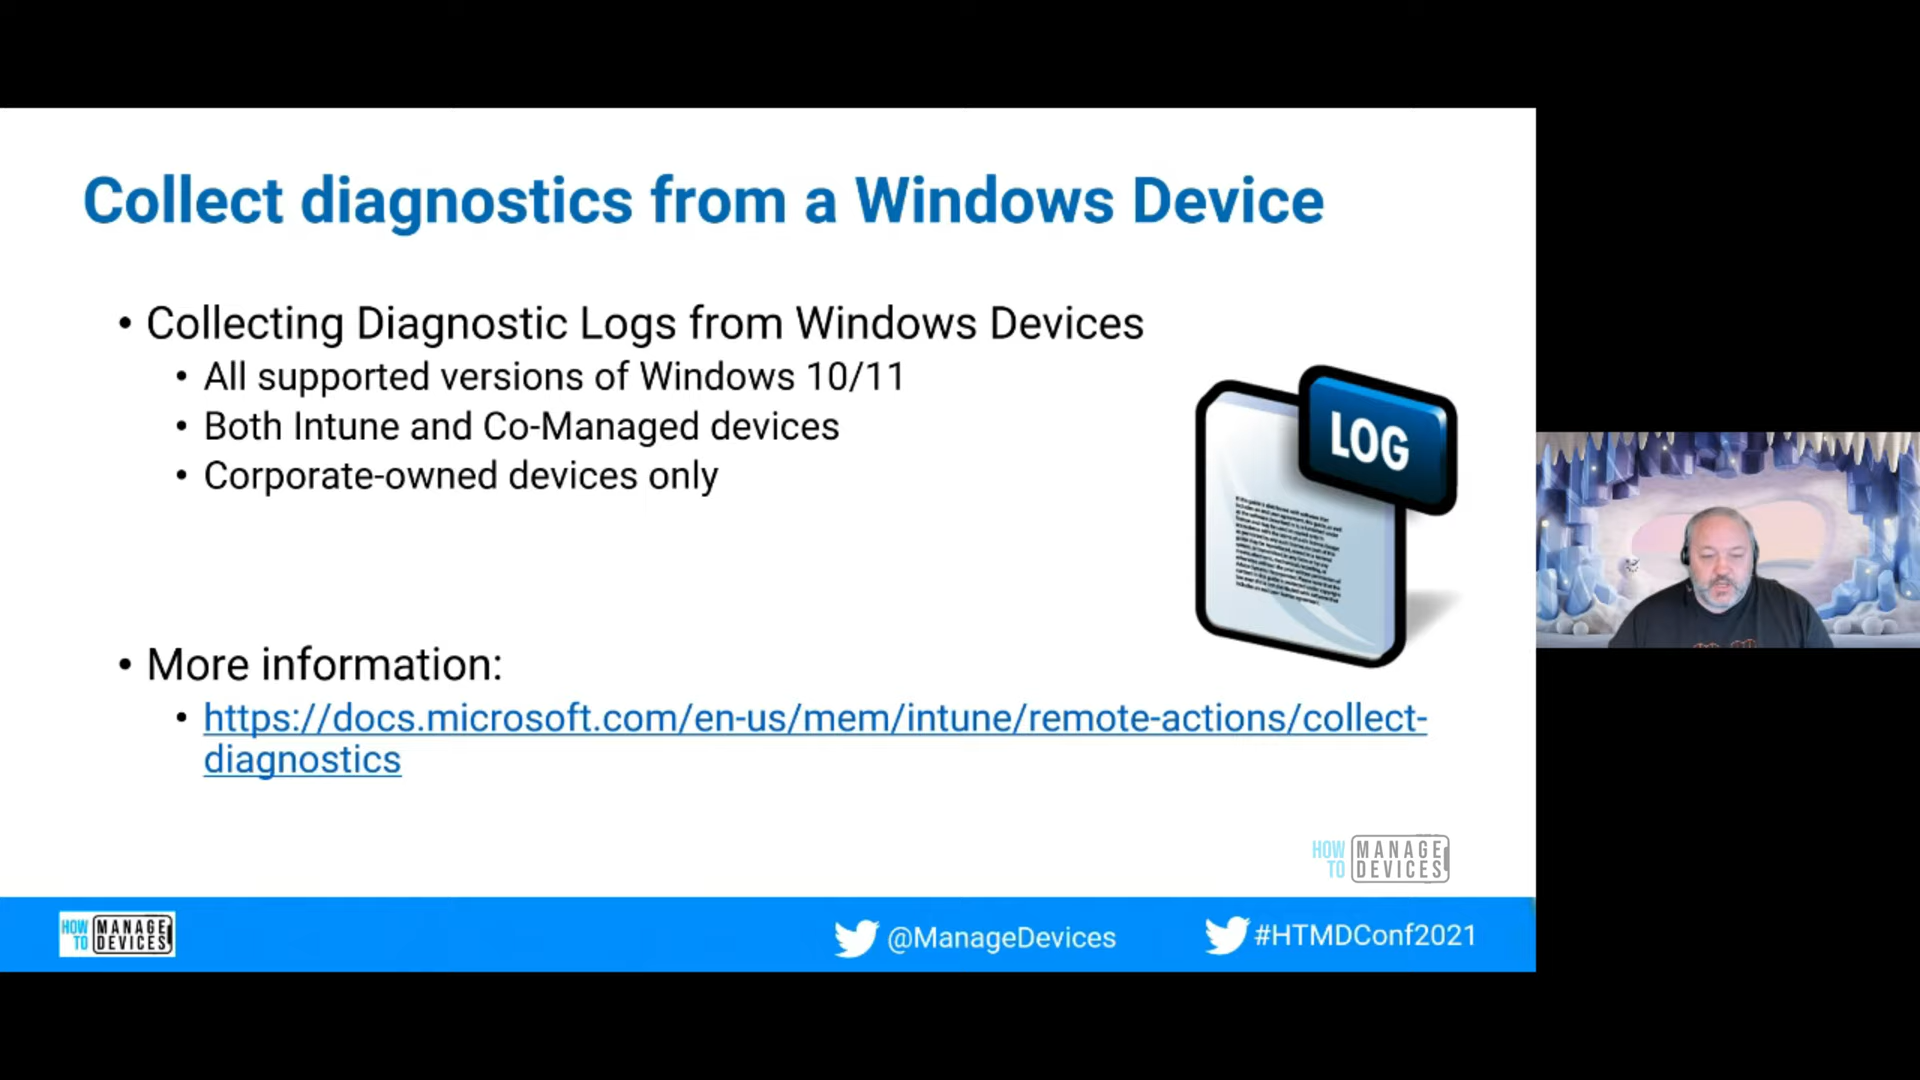 Collect diagnostics from a Windows Device
• Collecting Diagnostic Logs from Windows Devices
• All supported versions of Windows 10/11
• Both Intune and Co-Managed devices
• Corporate-owned devices only
LOG
• More information:
• https://docs.microsoft.com/en-us/mem/intune/remote-actions/collect-
diagnostics
HOW TO MANAGE DEVICES
HOW TO MANAGE DEVICES
@ManageDevices
#HTMDConf2021